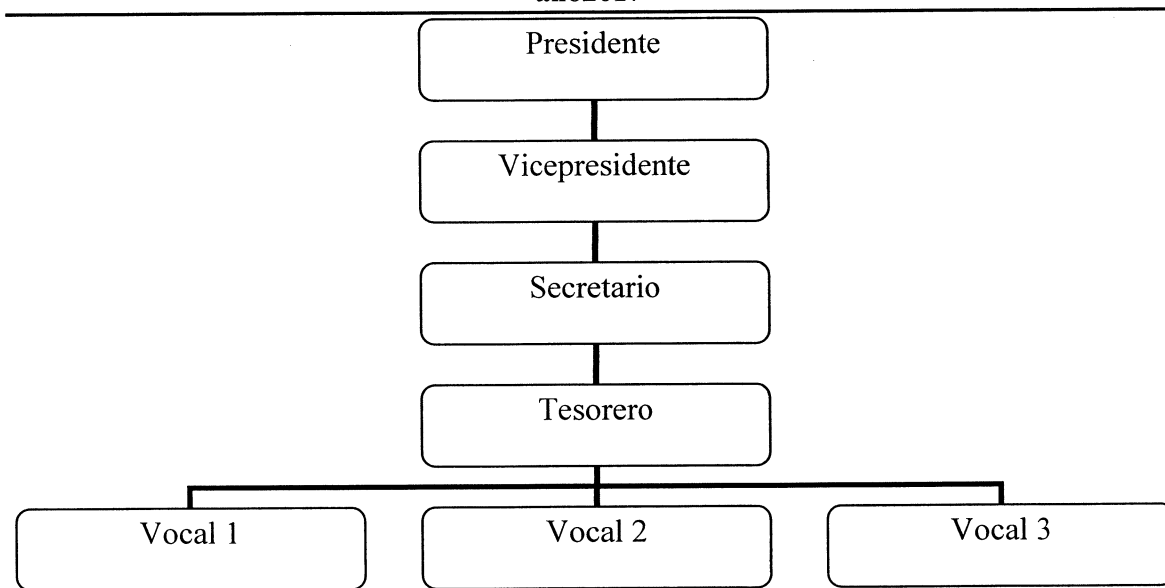 Presidente
Vicepresidente
Secretario
Tesorero
Vocal 1
Vocal 2
Vocal 3